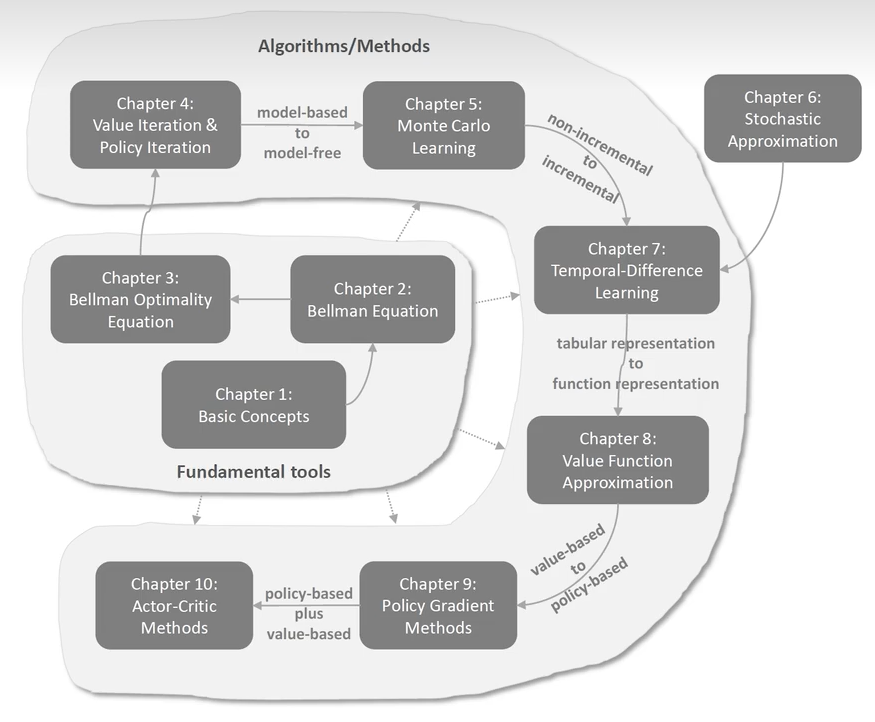 Algorithms/Methods
Chapter 4:
Value Iteration &
Policy Iteration
model-based
to
model-free
Chapter 5:
Monte Carlo
Learning
non-incremental
to
incremental
Chapter 6:
Stochastic
Approximation
Chapter 3:
Bellman Optimality
Equation
Chapter 2:
Bellman Equation
Chapter 1:
Basic Concepts
Fundamental tools
Chapter 7:
Temporal-Difference
Learning
tabular representation
to
function representation
Chapter 8:
Value Function
Approximation
value-based
to
policy-based
Chapter 9:
Policy Gradient
Methods
policy-based
plus
value-based
Chapter 10:
Actor-Critic
Methods